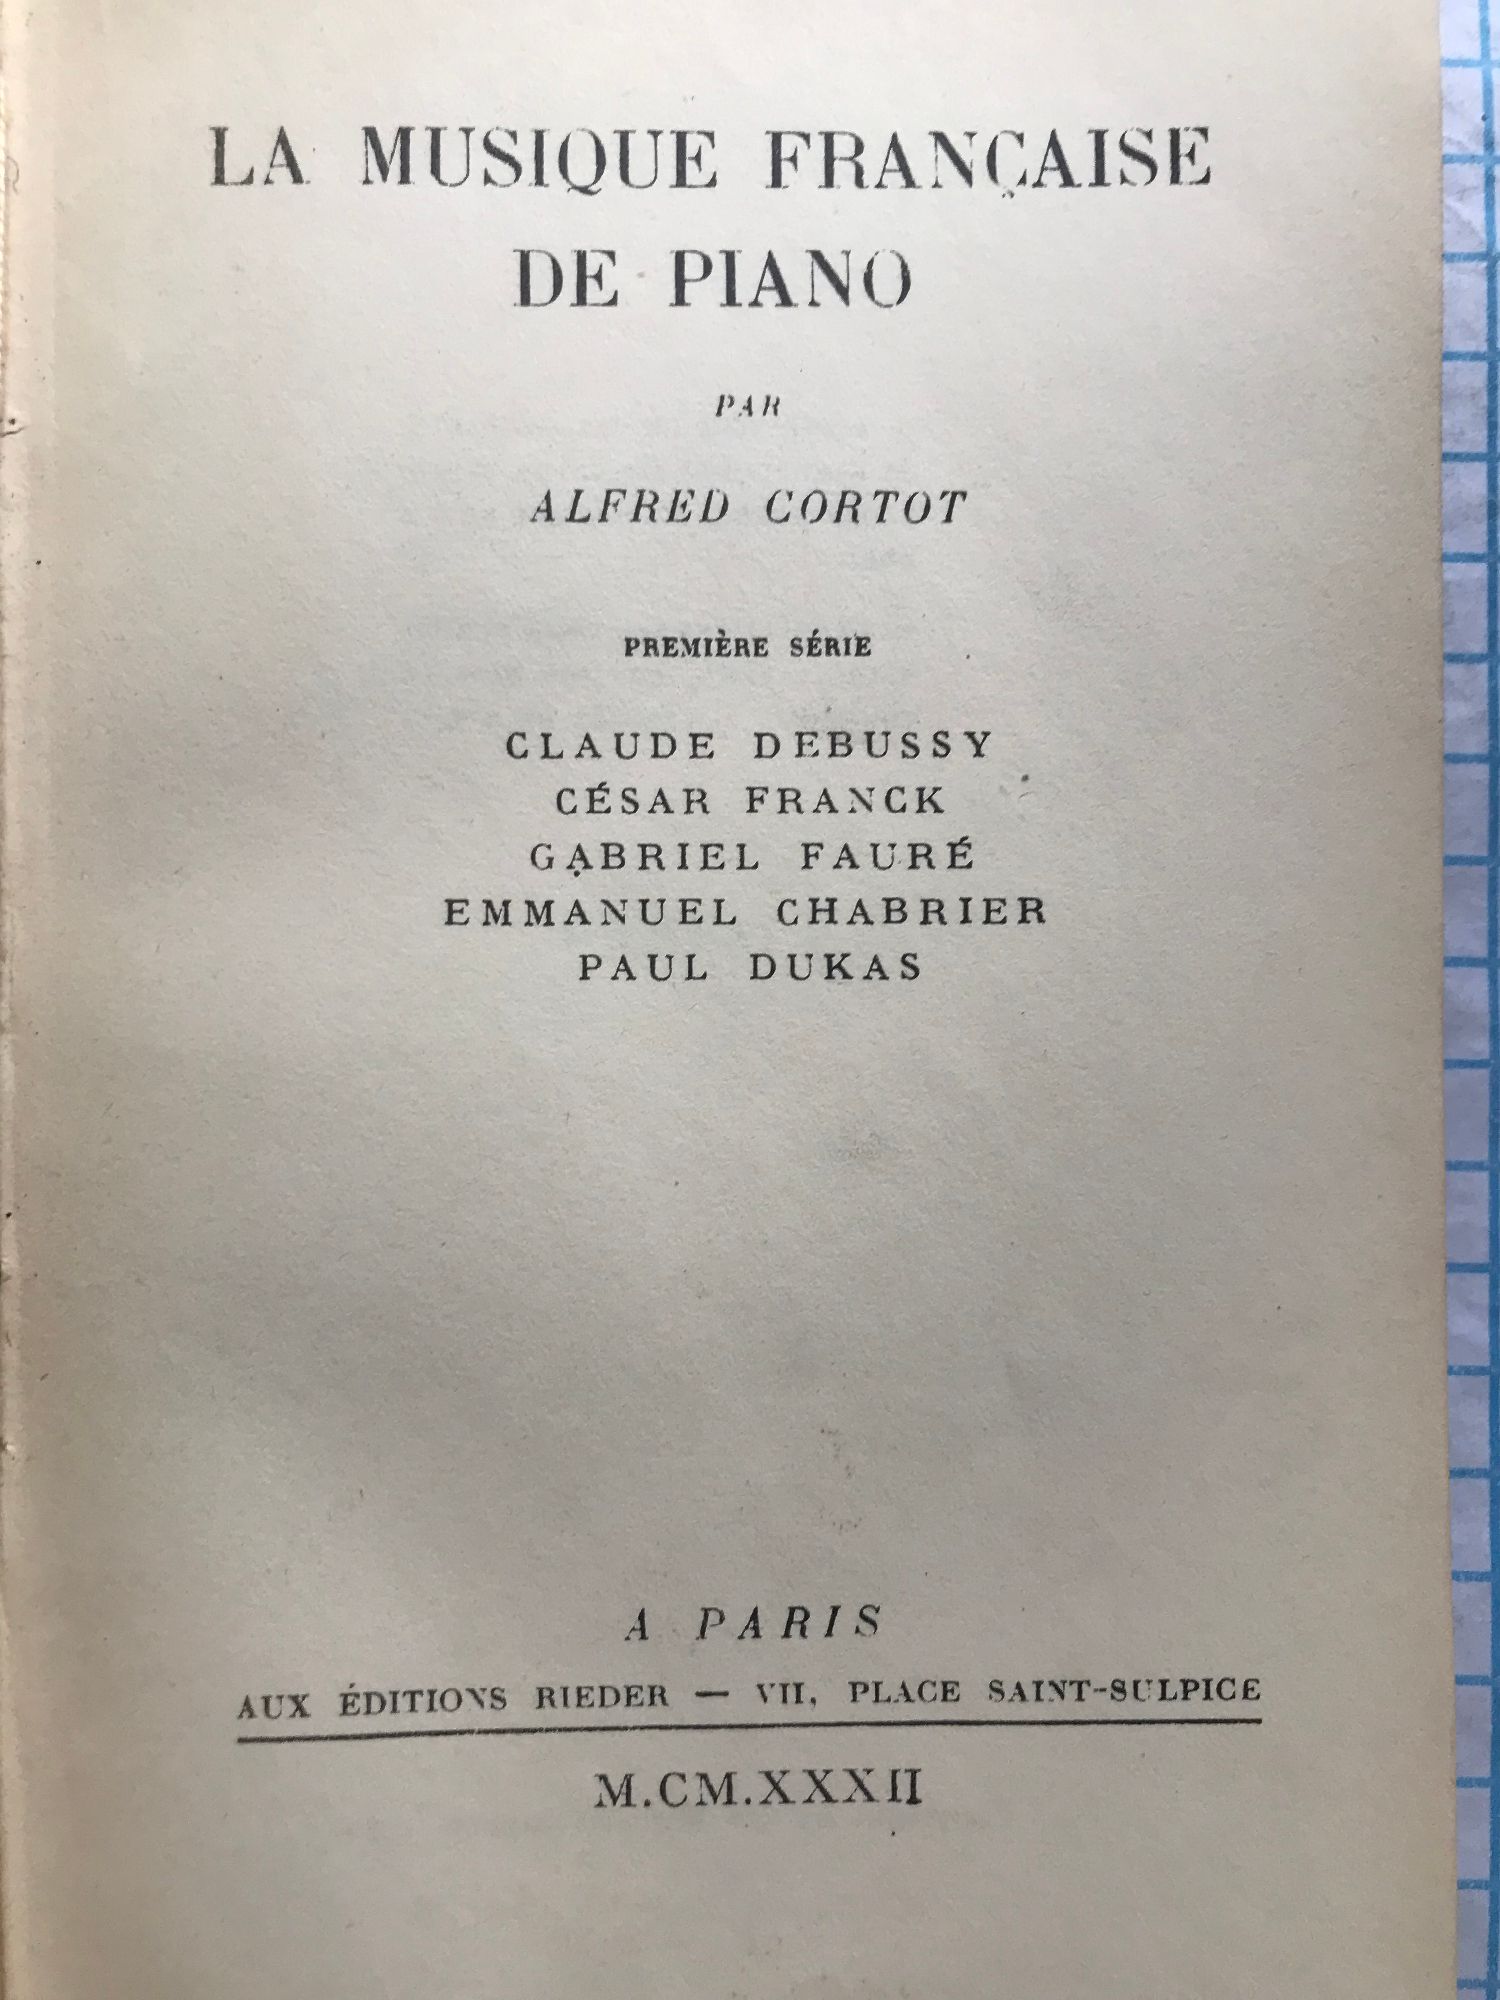 LA MUSIQUE FRANÇAISE
DE PIANO
PAR
ALFRED CORTOT
PREMIÈRE SÉRIE
CLAUDE DEBUSSY
CÉSAR FRANCK
GABRIEL FAURÉ
EMMANUEL CHABRIER
PAUL DUKAS
A PARIS
AUX ÉDITIONS RIEDER — VII, PLACE SAINT-SULPICE
M.CM.XXXII